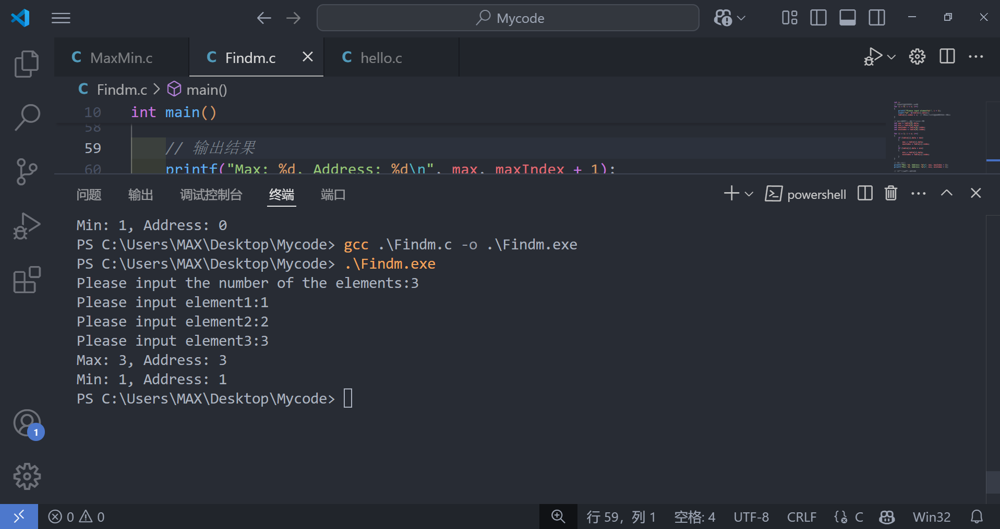 Mycode
MaxMin.c
Findm.c
hello.c
Findm.c > main()
10 int main()
58
59 // 输出结果
60 printf("Max: %d, Address: %d\n", max, maxIndex + 1);
问题 输出 调试控制台 终端 端口
powershell
Min: 1, Address: 0
PS C:\Users\MAX\Desktop\Mycode> gcc .\Findm.c -o .\Findm.exe
PS C:\Users\MAX\Desktop\Mycode> .\Findm.exe
Please input the number of the elements:3
Please input element1:1
Please input element2:2
Please input element3:3
Max: 3, Address: 3
Min: 1, Address: 1
PS C:\Users\MAX\Desktop\Mycode>
1
0 0 行 59，列 1 空格: 4 UTF-8 CRLF {} C Win32